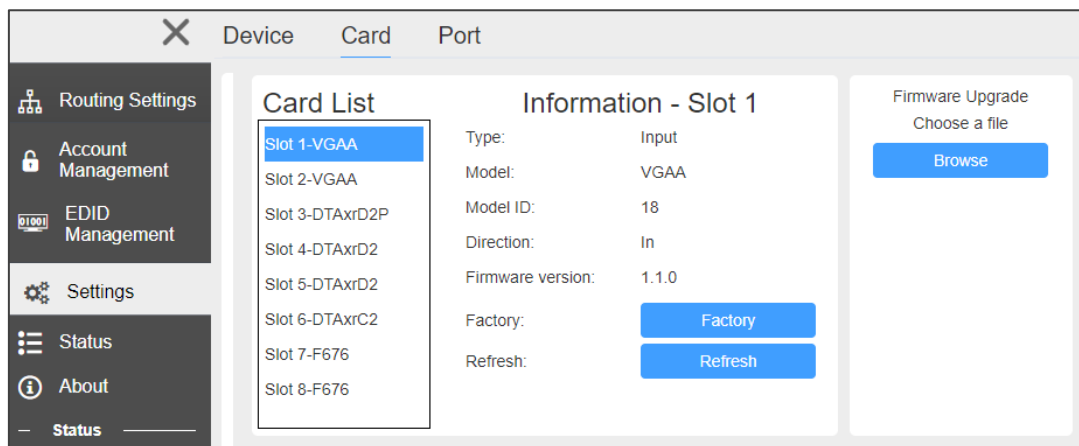 Device Card Port
Routing Settings
Account
Management
01001
EDID
Management
Settings
Status
About
Status
Card List
Slot 1-VGAA
Slot 2-VGAA
Slot 3-DTAxrD2P
Slot 4-DTAxrD2
Slot 5-DTAxrD2
Slot 6-DTAxrC2
Slot 7-F676
Slot 8-F676
Information - Slot 1
Type: Input
Model: VGAA
Model ID: 18
Direction: In
Firmware version: 1.1.0
Factory: Factory
Refresh: Refresh
Firmware Upgrade
Choose a file
Browse